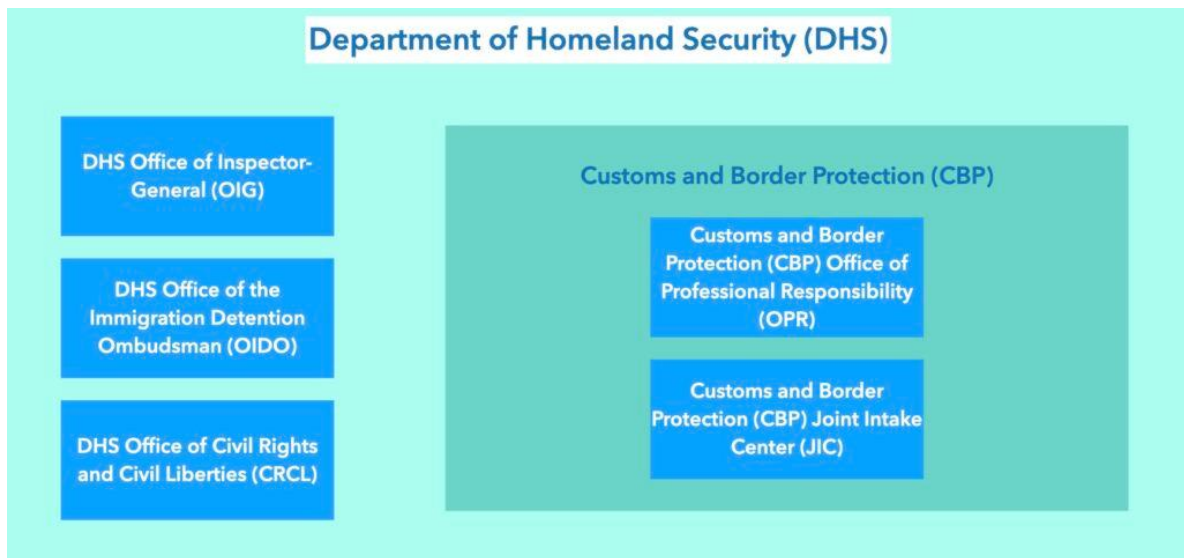 Department of Homeland Security (DHS)
DHS Office of Inspector-
General (OIG)
DHS Office of the
Immigration Detention
Ombudsman (OIDO)
DHS Office of Civil Rights
and Civil Liberties (CRCL)
Customs and Border Protection (CBP)
Customs and Border
Protection (CBP) Office of
Professional Responsibility
(OPR)
Customs and Border
Protection (CBP) Joint Intake
Center (JIC)